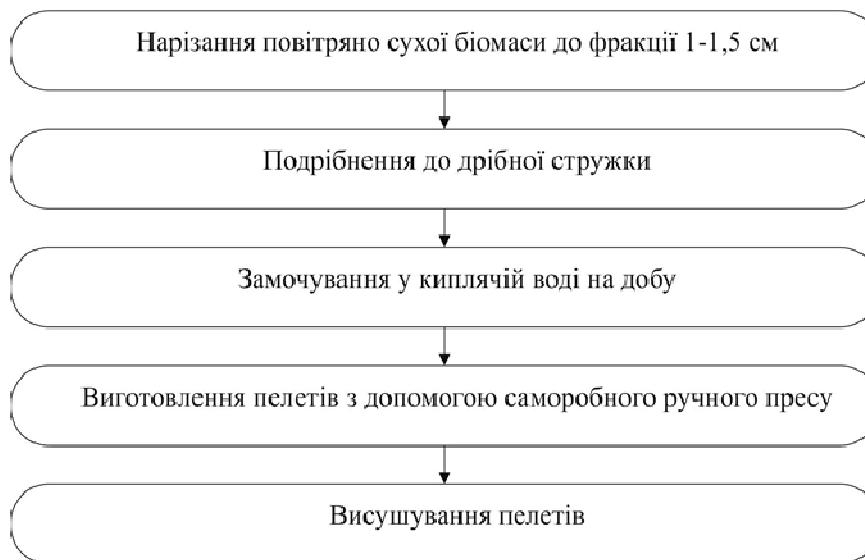 Нарізання повітряно сухої біомаси до фракції 1-1,5 см
Подрібнення до дрібної стружки
Замочування у киплячій воді на добу
Виготовлення пелетів з допомогою саморобного ручного пресу
Висушування пелетів